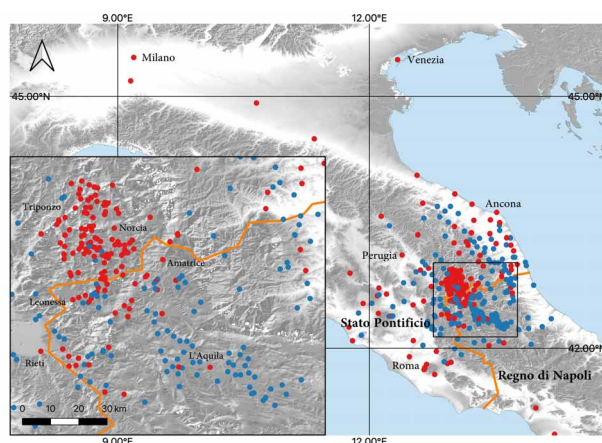 9.00°E
12.00°E
Milano
Venezia
45.00°N
45.00°N
Triponzo
Norcia
Ancona
Perugia
Amatrice
Leonessa
Stato Pontificio
L'Aquila
42.00°N
Rieti
Roma
Regno di Napoli
0 10 20 30 km
9.00°E
12.00°E